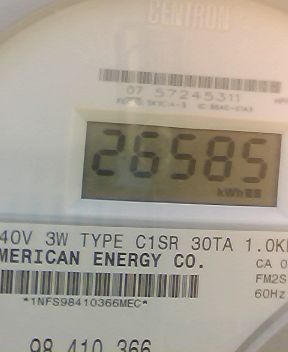 CENTRON
07 57245311
26585
kWh
40V 3W TYPE C1SR 30TA 1.0K
MERICAN ENERGY CO.
CA 0
FM2S
*1NFS98410366MEC*
60Hz
98 410 366